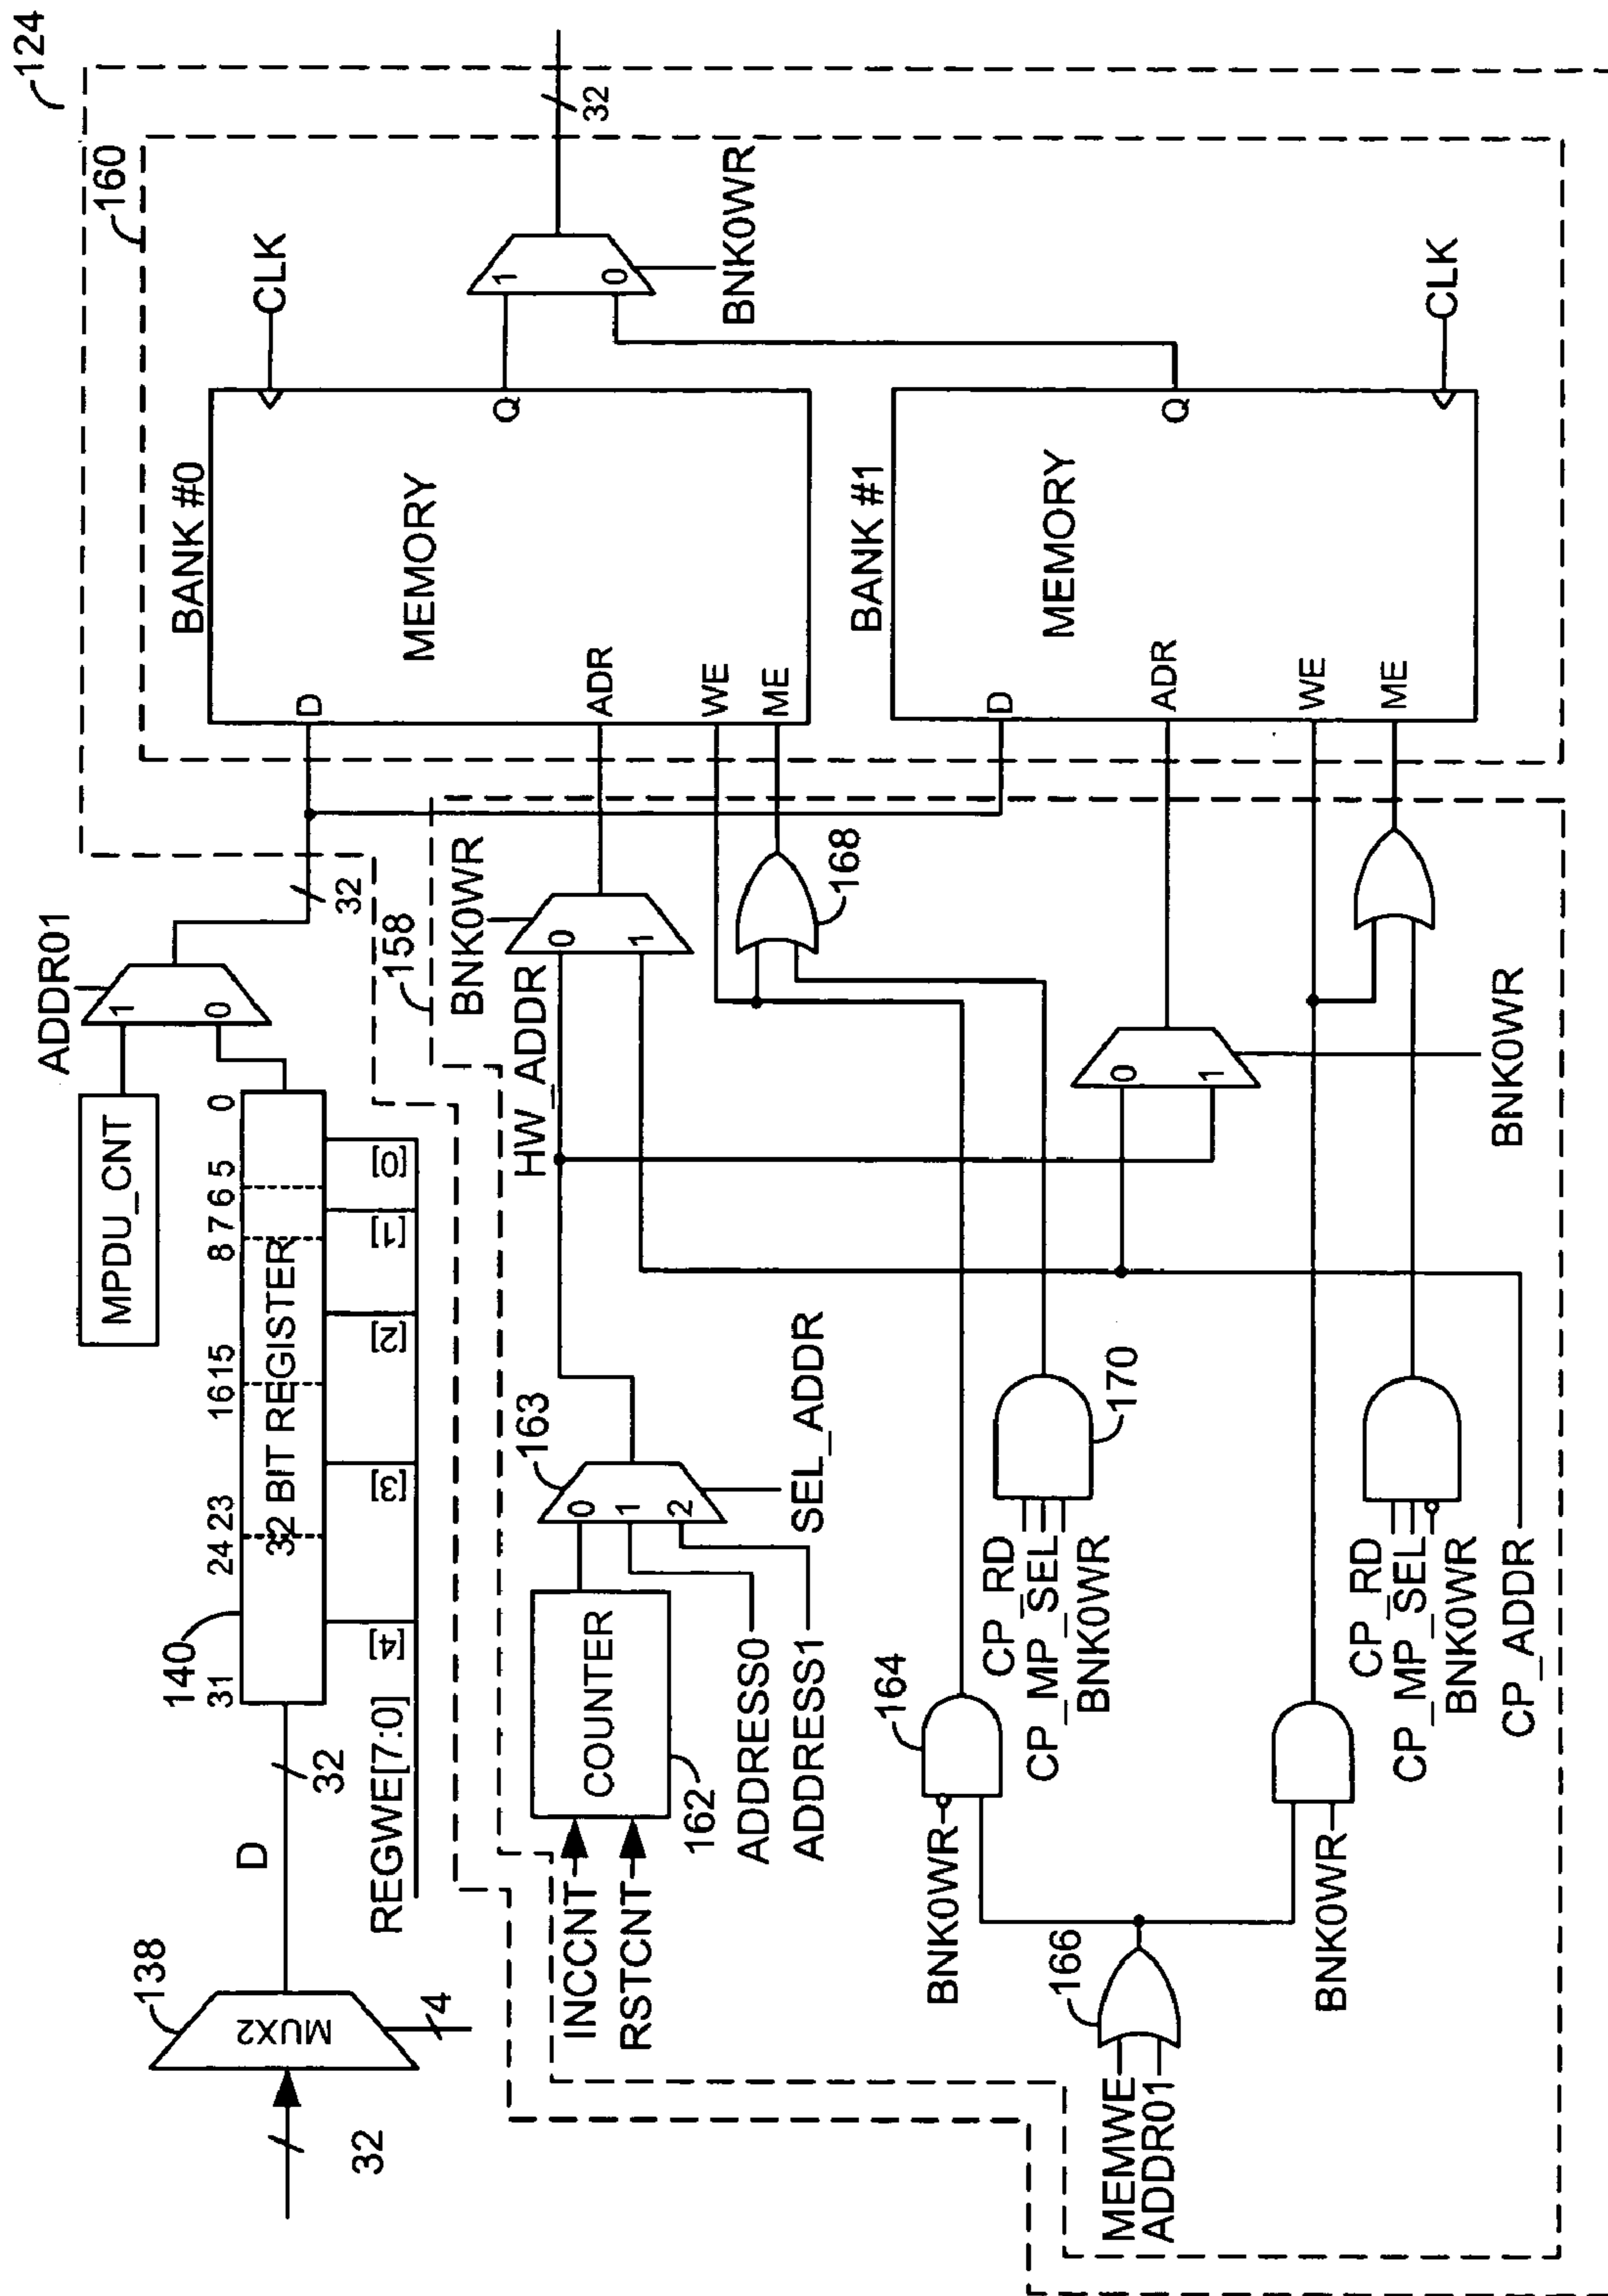 124
160
32
BNK0WR
CLK
CLK
BANK #0
MEMORY
D
ADR
WE
ME
Q
BANK #1
MEMORY
D
ADR
WE
ME
Q
1
0
ADDR01
1
0
32
MPDU_CNT
140
31
24 23
16 15
8 7 6 5
0
32 BIT REGISTER
[4]
[3]
[2]
[1]
[0]
REGWE[7:0]
D
32
138
MUX2
4
32
158
BNK0WR
0
1
HW_ADDR
168
163
0
1
2
SEL_ADDR
COUNTER
162
INCCNT
RSTCNT
ADDRESS0
ADDRESS1
164
BNK0WR
CP_RD
CP_MP_SEL
BNK0WR
170
0
1
BNK0WR
166
MEMWE
ADDR01
BNK0WR
CP_RD
CP_MP_SEL
BNK0WR
CP_ADDR